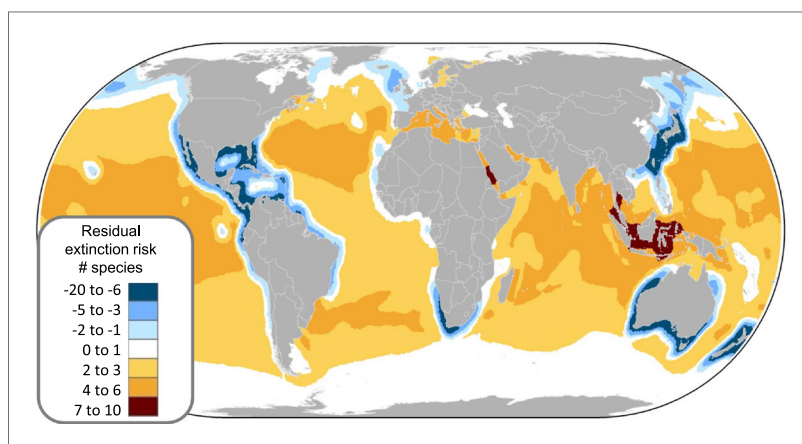 Residual
extinction risk
# species
-20 to -6
-5 to -3
-2 to -1
0 to 1
2 to 3
4 to 6
7 to 10